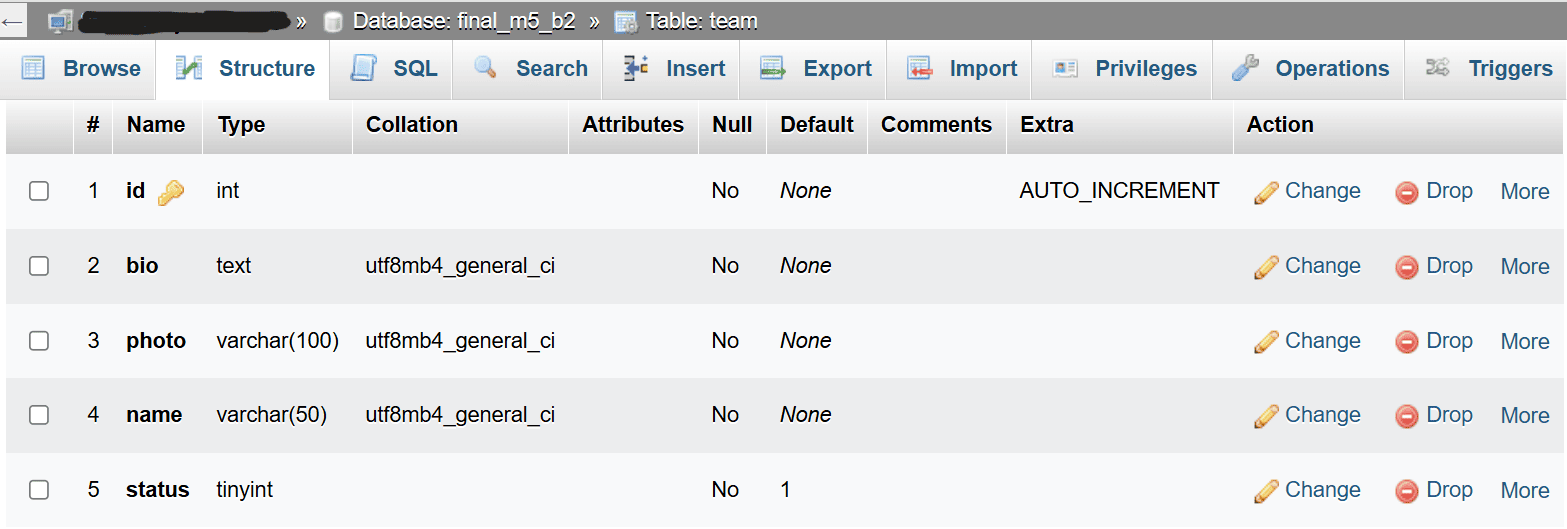 ← » Database: final_m5_b2 » Table: team
Browse Structure SQL Search Insert Export Import Privileges Operations Triggers
# Name Type Collation Attributes Null Default Comments Extra Action
1 id int No None AUTO_INCREMENT Change Drop More
2 bio text utf8mb4_general_ci No None Change Drop More
3 photo varchar(100) utf8mb4_general_ci No None Change Drop More
4 name varchar(50) utf8mb4_general_ci No None Change Drop More
5 status tinyint No 1 Change Drop More